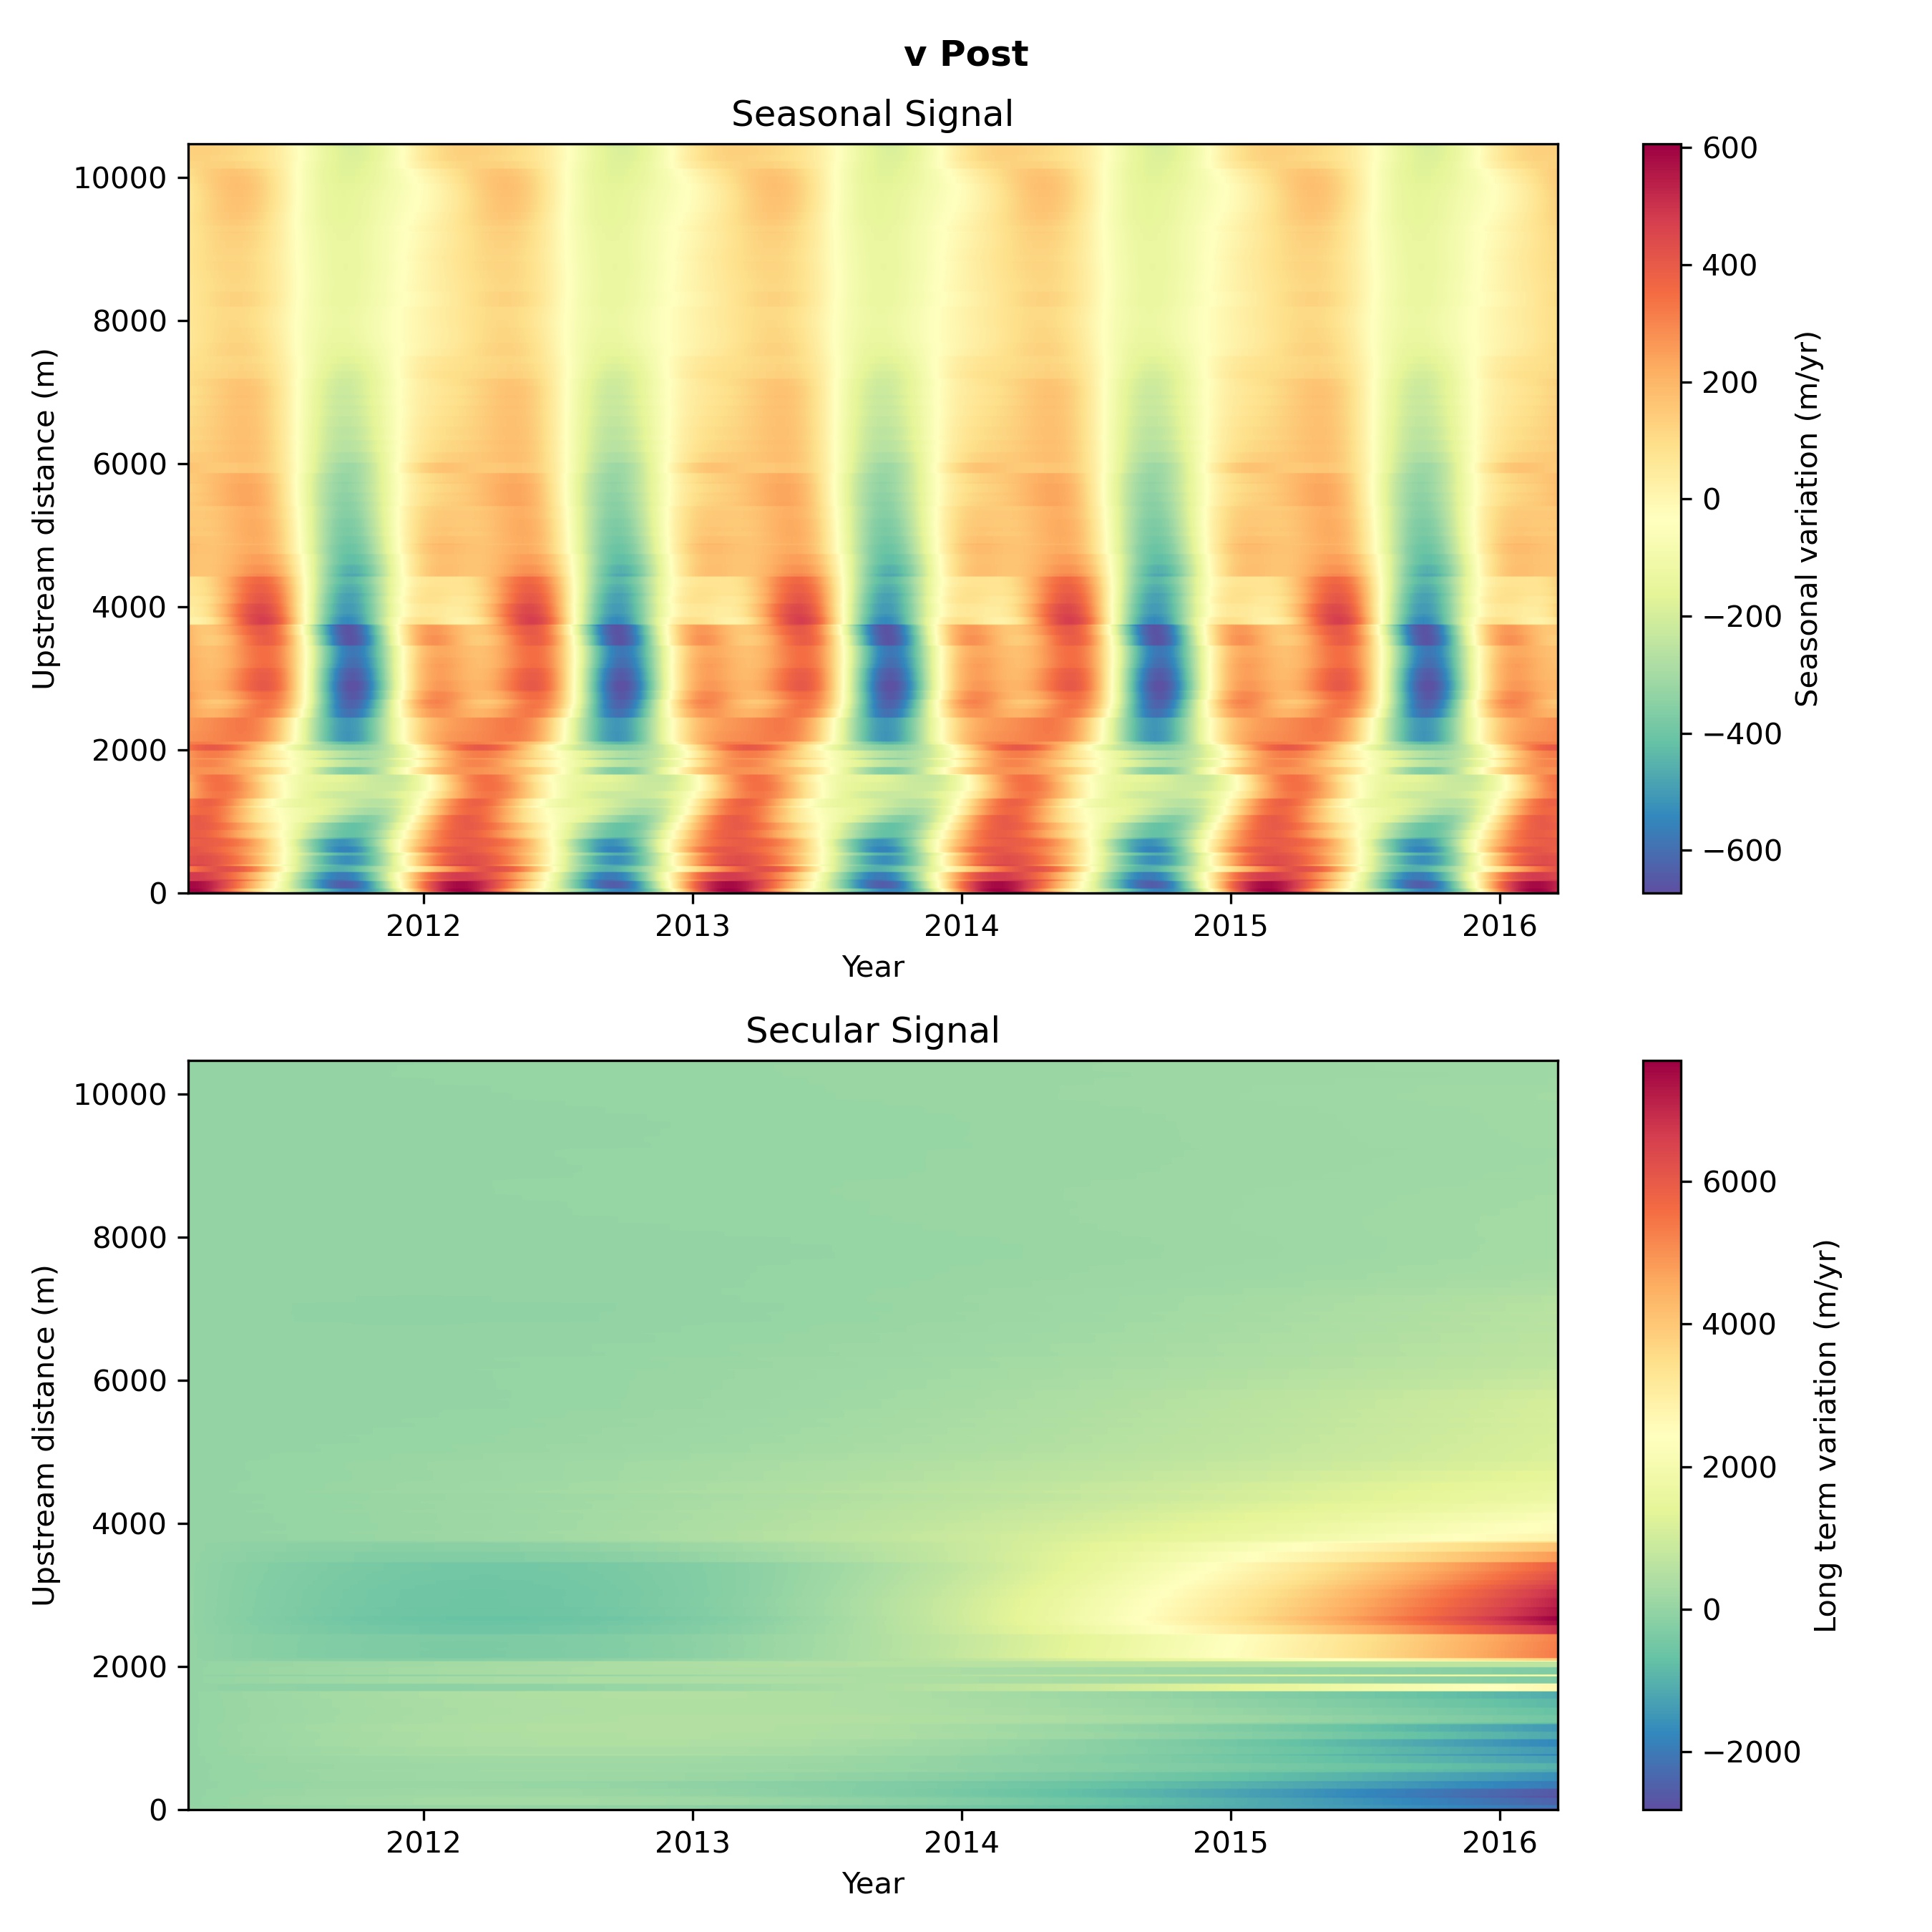 v Post
Seasonal Signal
10000
8000
6000
4000
2000
0
Upstream distance (m)
2012 2013 2014 2015 2016
Year
600
400
200
0
−200
−400
−600
Seasonal variation (m/yr)
Secular Signal
10000
8000
6000
4000
2000
0
Upstream distance (m)
2012 2013 2014 2015 2016
Year
6000
4000
2000
0
−2000
Long term variation (m/yr)